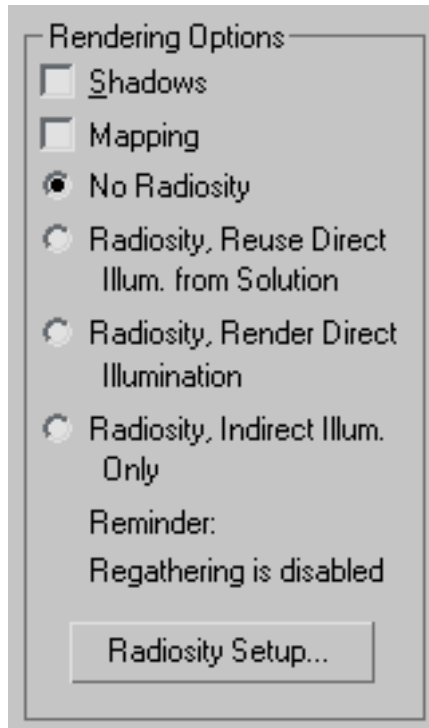 Rendering Options
Shadows
Mapping
No Radiosity
Radiosity, Reuse Direct
Illum. from Solution
Radiosity, Render Direct
Illumination
Radiosity, Indirect Illum.
Only
Reminder:
Regathering is disabled
Radiosity Setup...